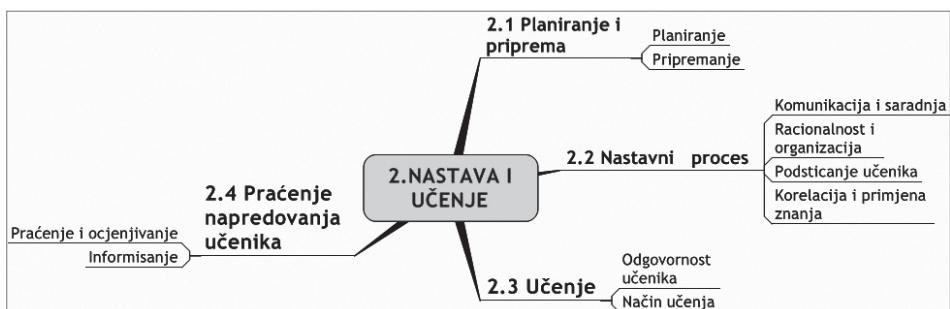 2.1 Planiranje i
priprema
Planiranje
Pripremanje
2.NASTAVA I
UČENJE
2.2 Nastavni proces
Komunikacija i saradnja
Racionalnost i
organizacija
Podsticanje učenika
Korelacija i primjena
znanja
2.3 Učenje
Odgovornost
učenika
Način učenja
2.4 Praćenje
napredovanja
učenika
Praćenje i ocjenjivanje
Informisanje